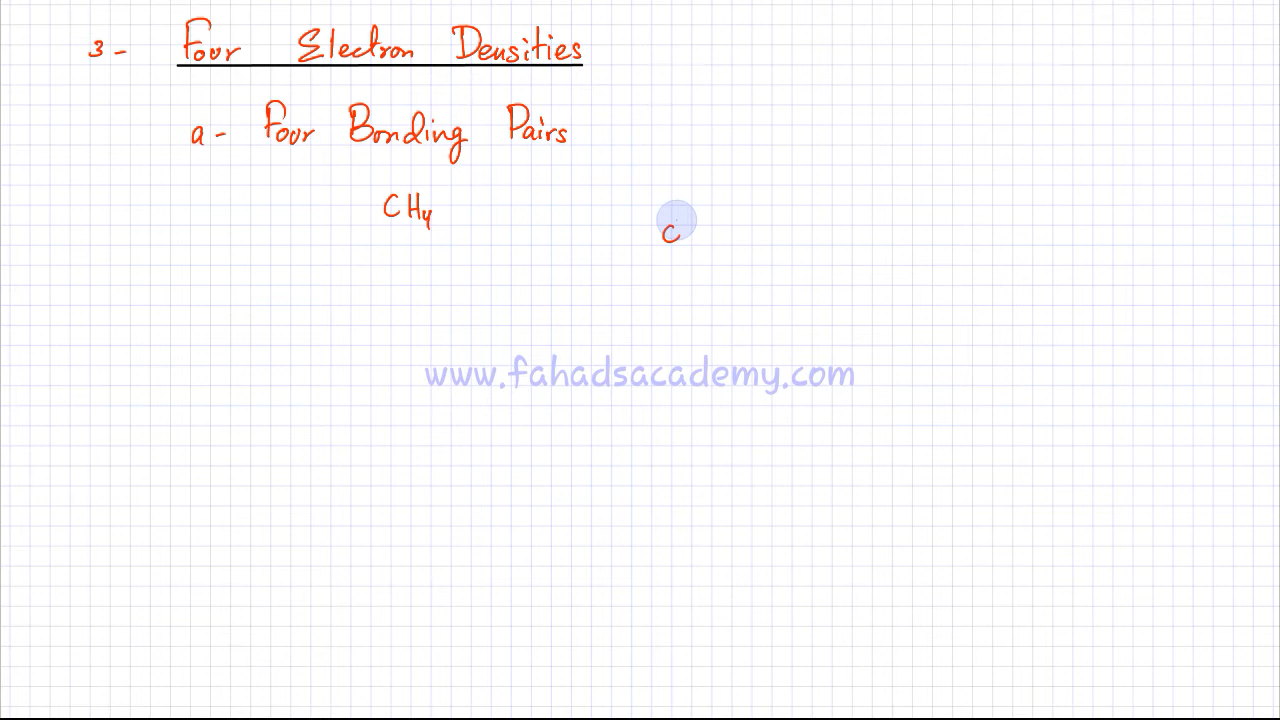 3- Four Electron Densities
a- Four Bonding Pairs
CH₄
C
www.fahadsacademy.com